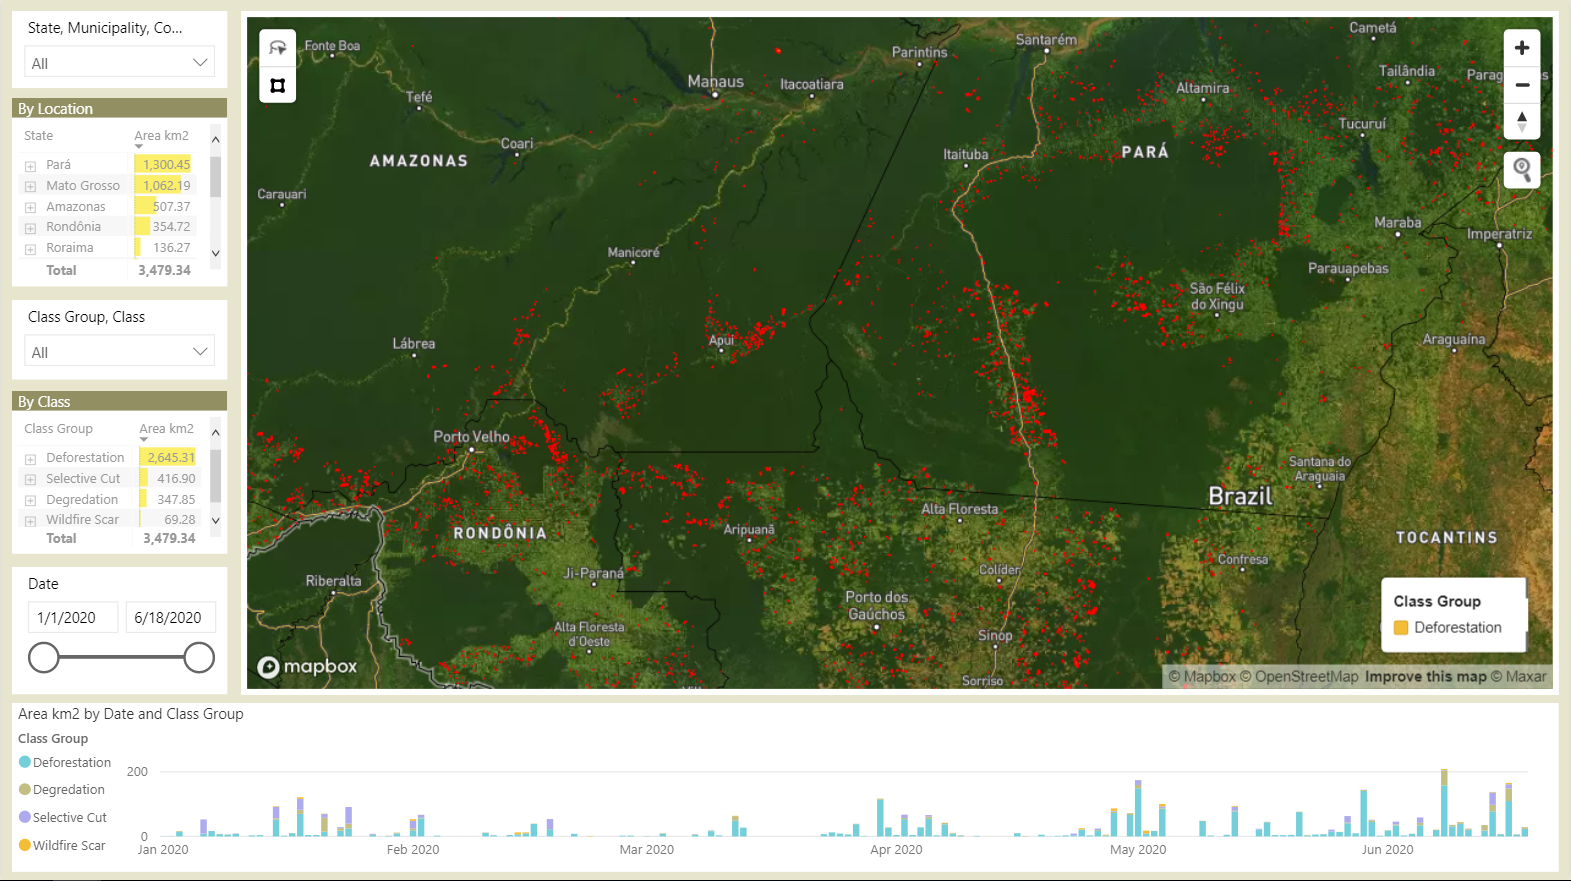 State, Municipality, Co...
All
By Location
State Area km2
Pará 1,300.45
Mato Grosso 1,062.19
Amazonas 507.37
Rondônia 354.72
Roraima 136.27
Total 3,479.34
Class Group, Class
All
By Class
Class Group Area km2
Deforestation 2,645.31
Selective Cut 416.90
Degredation 347.85
Wildfire Scar 69.28
Total 3,479.34
Date
1/1/2020 6/18/2020
Fonte Boa
Parintins
Santarém
Cametá
Manaus
Itacoatiara
Altamira
Tailândia
Tefé
Tucuruí
Coari
AMAZONAS
Itaituba
PARÁ
Carauari
Maraba
Manicoré
Imperatriz
Parauapebas
São Félix
do Xingu
Lábrea
Apuí
Araguaína
Porto Velho
Santana do
Araguaia
Brazil
RONDÔNIA
Aripuanã
Alta Floresta
TOCANTINS
Riberalta
Ji-Paraná
Colíder
Confresa
Porto dos
Gaúchos
Alta Floresta
d'Oeste
Sinop
Sorriso
Class Group
Deforestation
mapbox
© Mapbox © OpenStreetMap Improve this map © Maxar
Area km2 by Date and Class Group
Class Group
Deforestation
Degredation
Selective Cut
Wildfire Scar
200
0
Jan 2020 Feb 2020 Mar 2020 Apr 2020 May 2020 Jun 2020